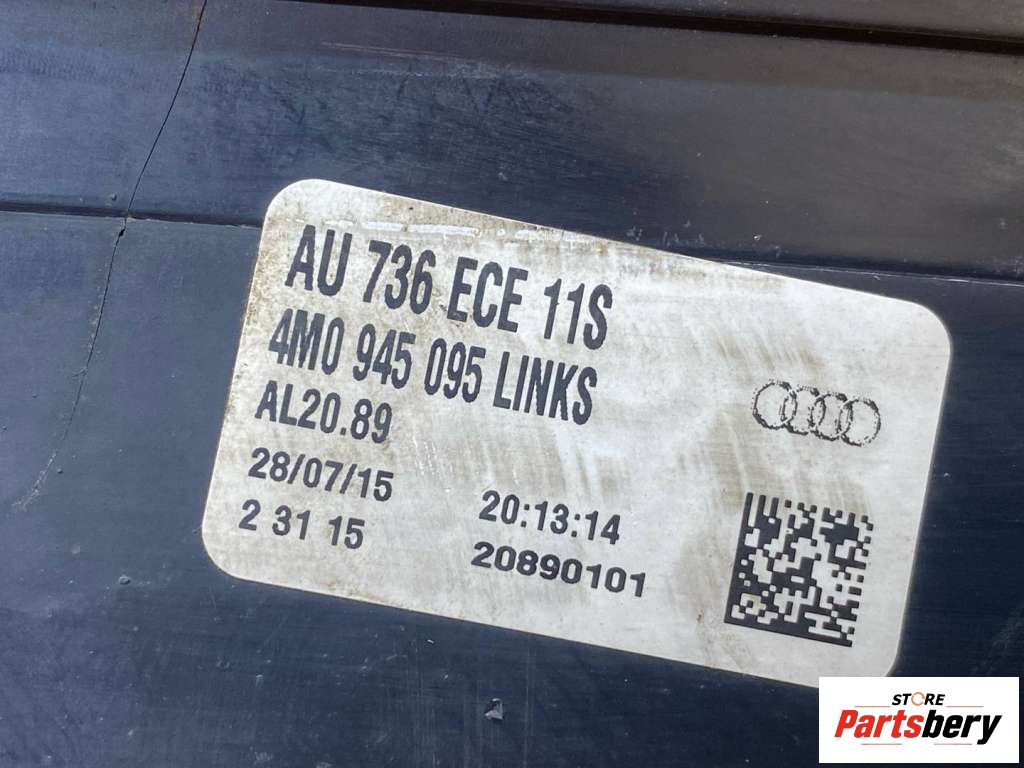 AU 736 ECE 11S
4M0 945 095 LINKS
AL20.89
28/07/15 20:13:14
2 31 15 20890101
STORE
Partsbery